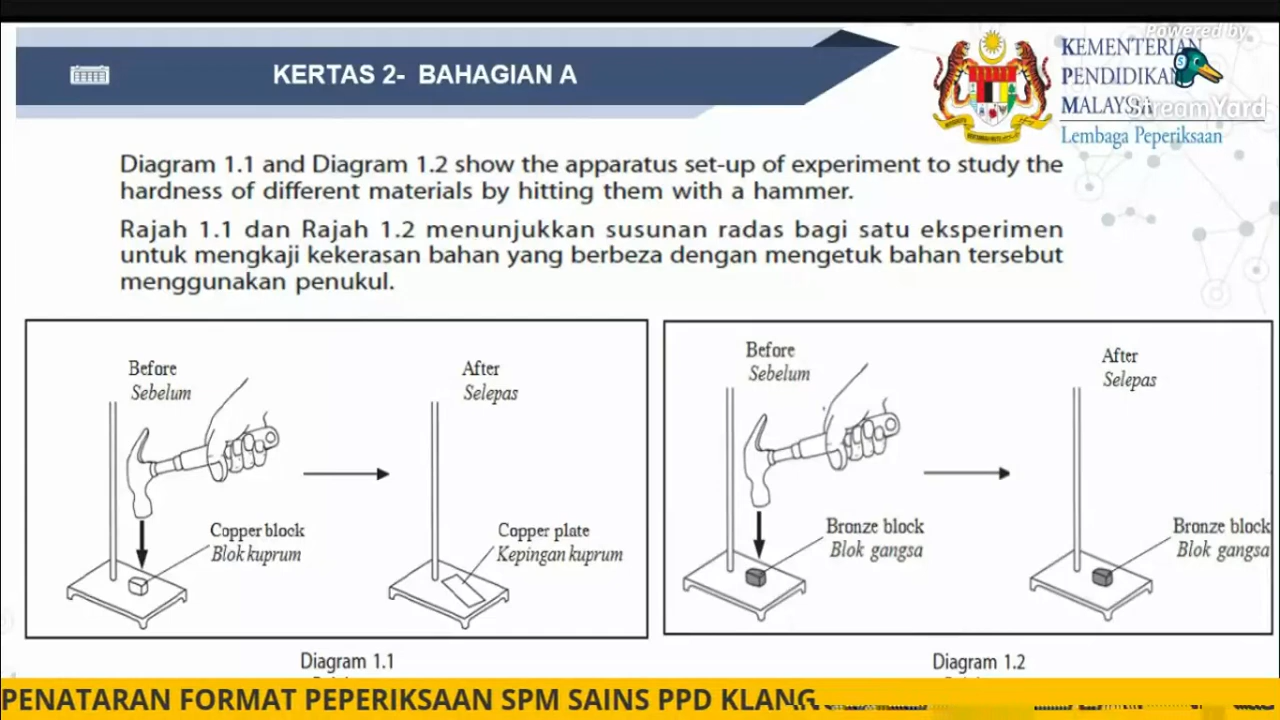 Powered by
StreamYard
KERTAS 2- BAHAGIAN A
KEMENTERIAN
PENDIDIKAN
MALAYSIA
Lembaga Peperiksaan
Diagram 1.1 and Diagram 1.2 show the apparatus set-up of experiment to study the
hardness of different materials by hitting them with a hammer.
Rajah 1.1 dan Rajah 1.2 menunjukkan susunan radas bagi satu eksperimen
untuk mengkaji kekerasan bahan yang berbeza dengan mengetuk bahan tersebut
menggunakan penukul.
Before
Sebelum
After
Selepas
Copper block
Blok kuprum
Copper plate
Kepingan kuprum
Diagram 1.1
Before
Sebelum
After
Selepas
Bronze block
Blok gangsa
Bronze block
Blok gangsa
Diagram 1.2
PENATARAN FORMAT PEPERIKSAAN SPM SAINS PPD KLANG